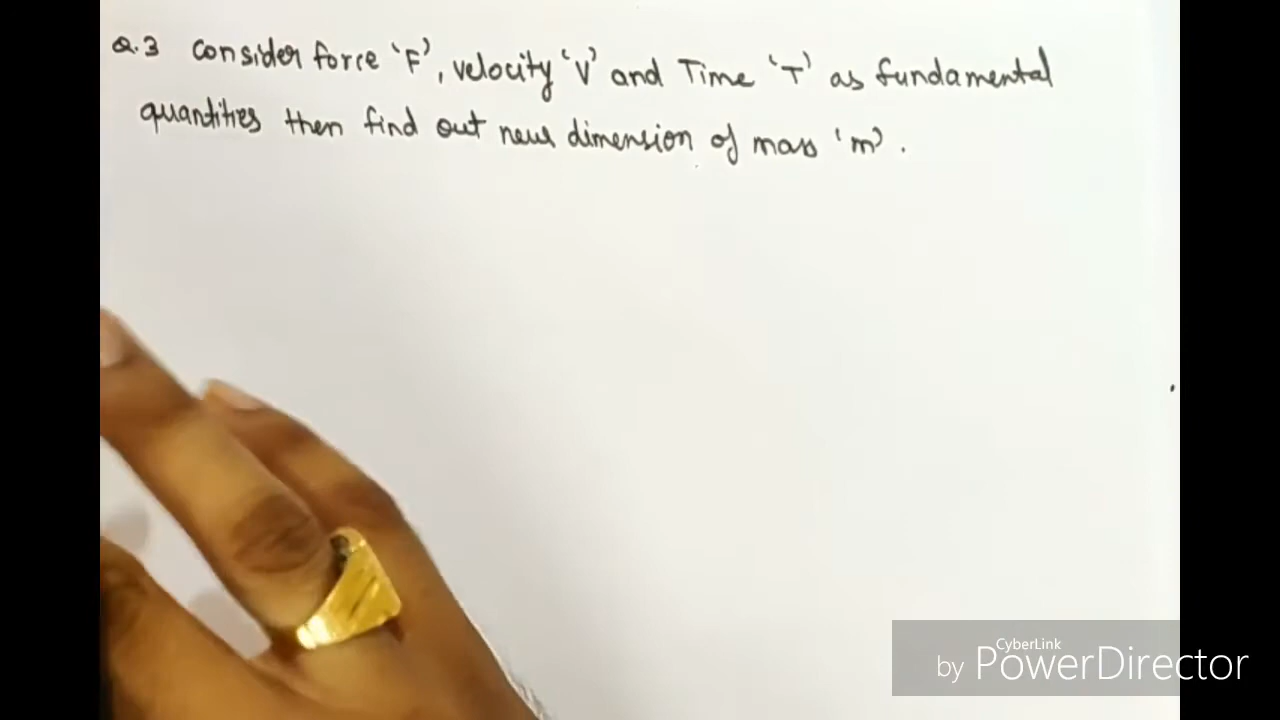 Q.3 Consider force 'F', velocity 'V' and Time 'T' as fundamental
quantities then find out new dimension of mass 'm'.
CyberLink
by PowerDirector